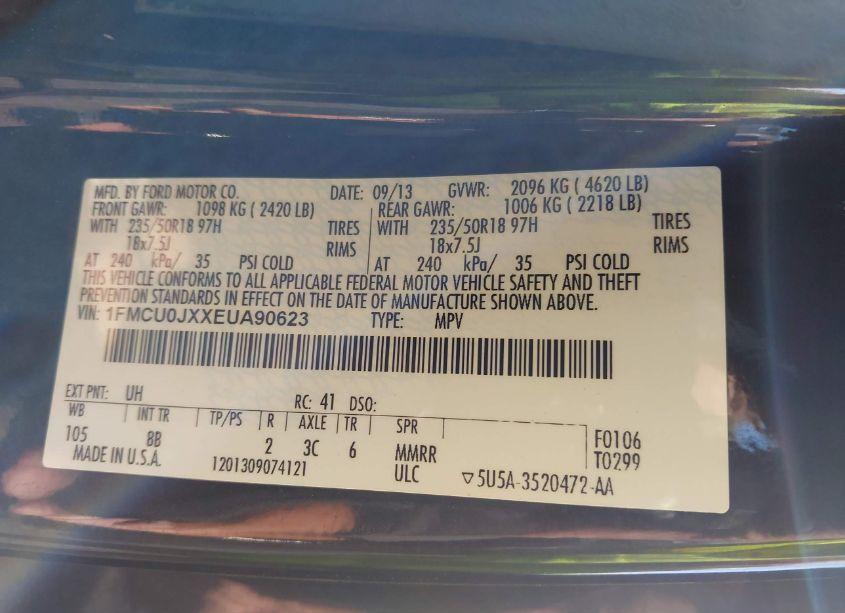 MFD. BY FORD MOTOR CO. DATE: 09/13 GVWR: 2096 KG ( 4620 LB)
FRONT GAWR: 1098 KG ( 2420 LB) REAR GAWR: 1006 KG ( 2218 LB)
WITH 235/50R18 97H TIRES WITH 235/50R18 97H TIRES
18x7.5J RIMS 18x7.5J RIMS
AT 240 kPa/ 35 PSI COLD AT 240 kPa/ 35 PSI COLD
THIS VEHICLE CONFORMS TO ALL APPLICABLE FEDERAL MOTOR VEHICLE SAFETY AND THEFT
PREVENTION STANDARDS IN EFFECT ON THE DATE OF MANUFACTURE SHOWN ABOVE.
VIN: 1FMCU0JXXEUA90623 TYPE: MPV
EXT PNT: UH RC: 41 DSO:
WB INT TR TP/PS R AXLE TR SPR
105 8B 2 3C 6 MMRR F0106
MADE IN U.S.A. 1201309074121 ULC T0299
▽5U5A-3520472-AA